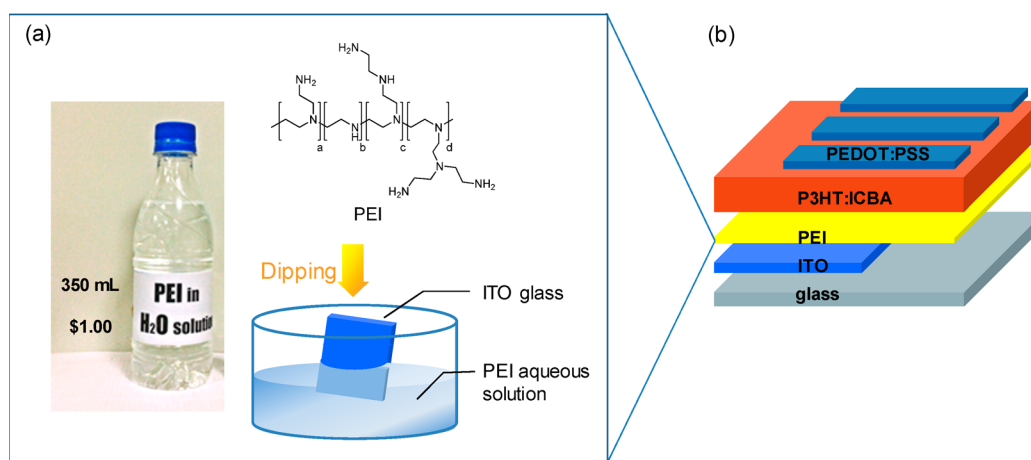 (a)
350 mL
$1.00
PEI in
H₂O solution
H₂N
NH₂
NH
N
a
N
H
b
N
c
N
d
N
H₂N
NH₂
PEI
Dipping
ITO glass
PEI aqueous
solution
(b)
PEDOT:PSS
P3HT:ICBA
PEI
ITO
glass